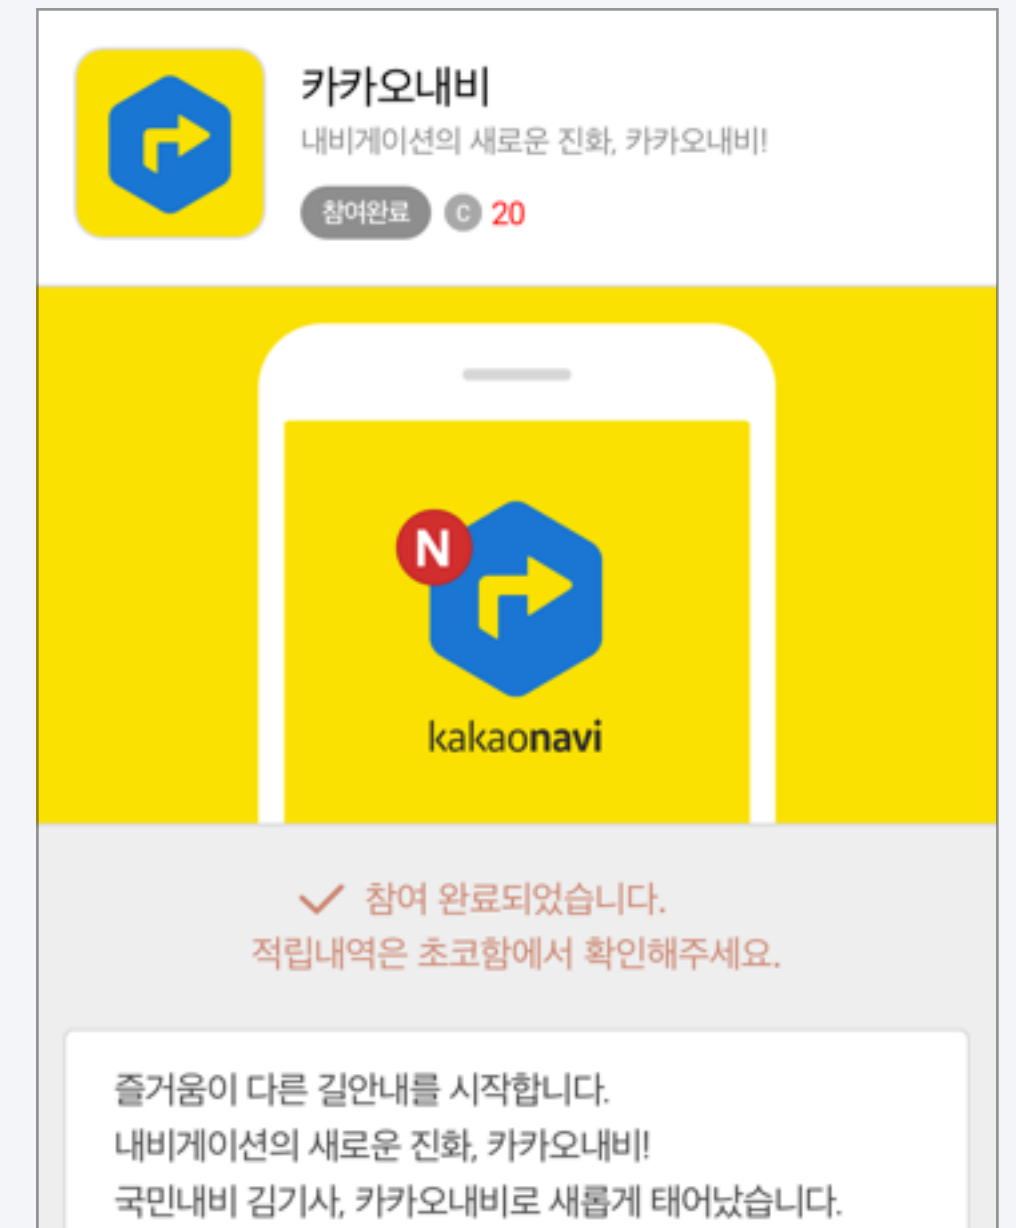 카카오내비
내비게이션의 새로운 진화, 카카오내비!
참여완료 C 20
N
kakaonavi
참여 완료되었습니다.
적립내역은 초코함에서 확인해주세요.
즐거움이 다른 길안내를 시작합니다.
내비게이션의 새로운 진화, 카카오내비!
국민내비 김기사, 카카오내비로 새롭게 태어났습니다.